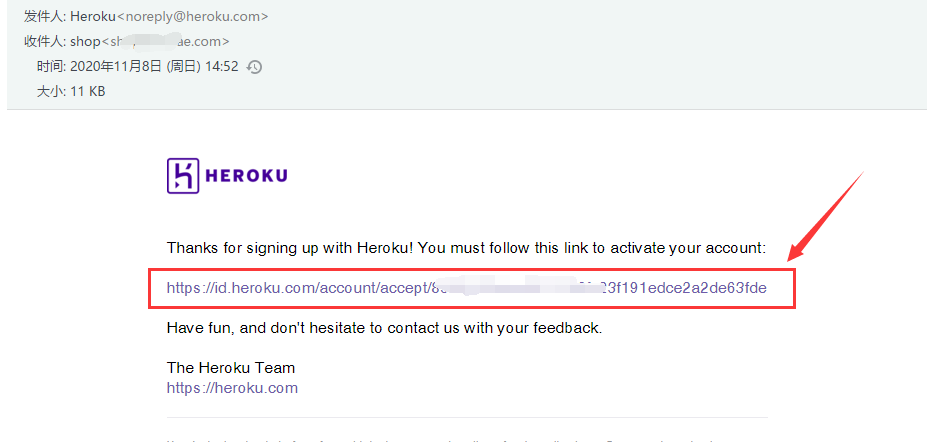 发件人: Heroku<noreply@heroku.com>
收件人: shop<sh ae.com>
时间: 2020年11月8日 (周日) 14:52
大小: 11 KB
HEROKU
Thanks for signing up with Heroku! You must follow this link to activate your account:
https://id.heroku.com/account/accept/8 23f191edce2a2de63fde
Have fun, and don't hesitate to contact us with your feedback.
The Heroku Team
https://heroku.com